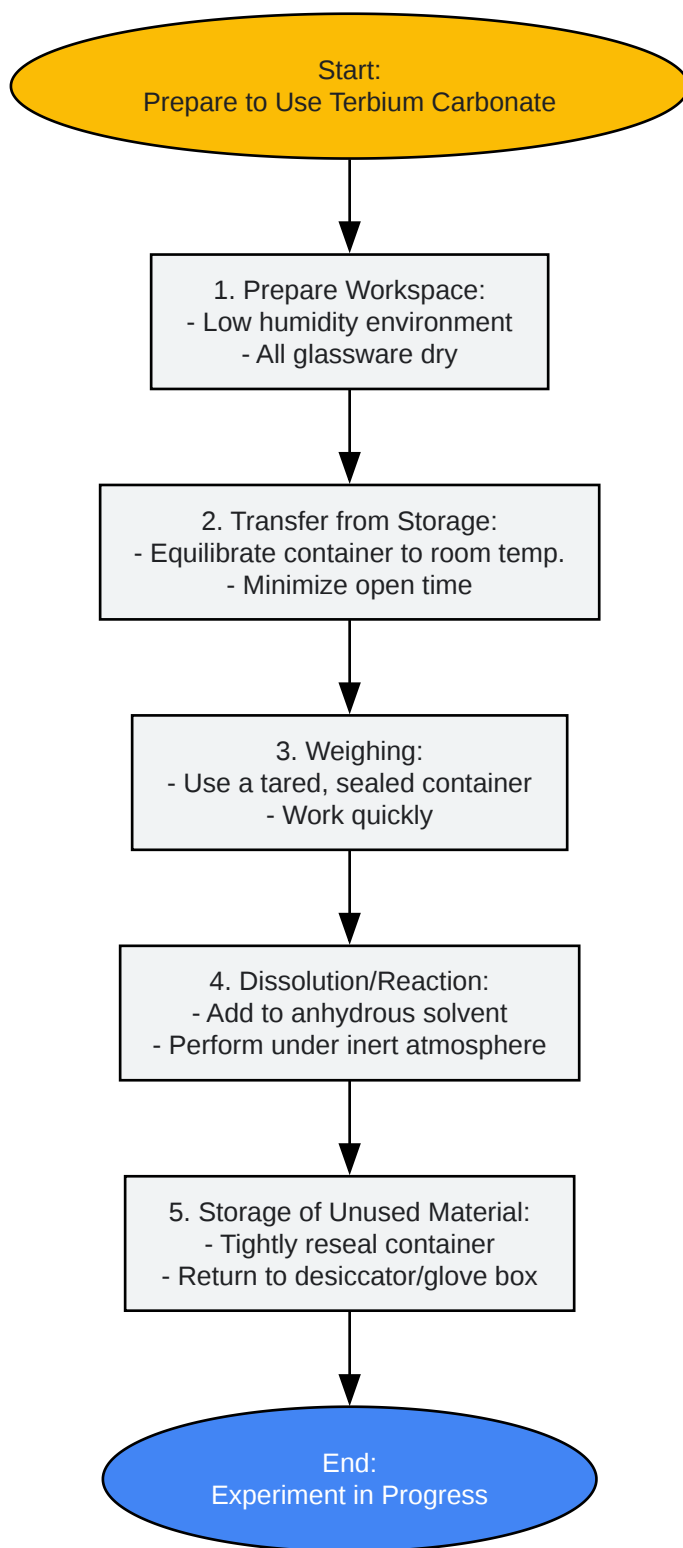 Start:
Prepare to Use Terbium Carbonate
1. Prepare Workspace:
- Low humidity environment
- All glassware dry
2. Transfer from Storage:
- Equilibrate container to room temp.
- Minimize open time
3. Weighing:
- Use a tared, sealed container
- Work quickly
4. Dissolution/Reaction:
- Add to anhydrous solvent
- Perform under inert atmosphere
5. Storage of Unused Material:
- Tightly reseal container
- Return to desiccator/glove box
End:
Experiment in Progress